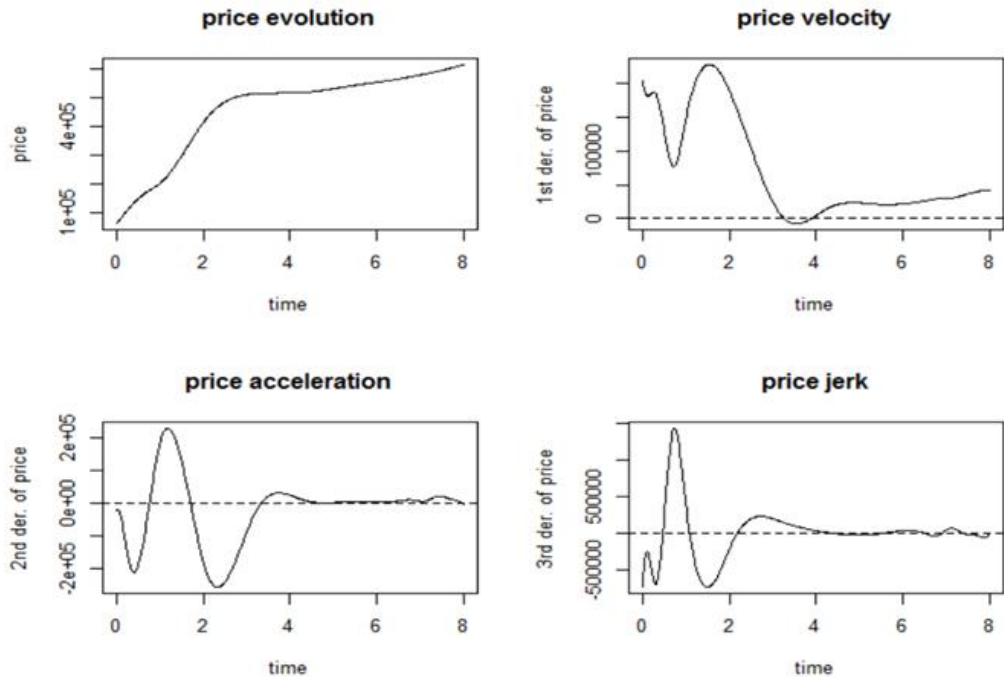 price evolution
price
4e+05
1e+05
0 2 4 6 8
time
price velocity
1st der. of price
100000
0
0 2 4 6 8
time
price acceleration
2nd der. of price
2e+05
0e+00
-2e+05
0 2 4 6 8
time
price jerk
3rd der. of price
500000
-500000
0 2 4 6 8
time